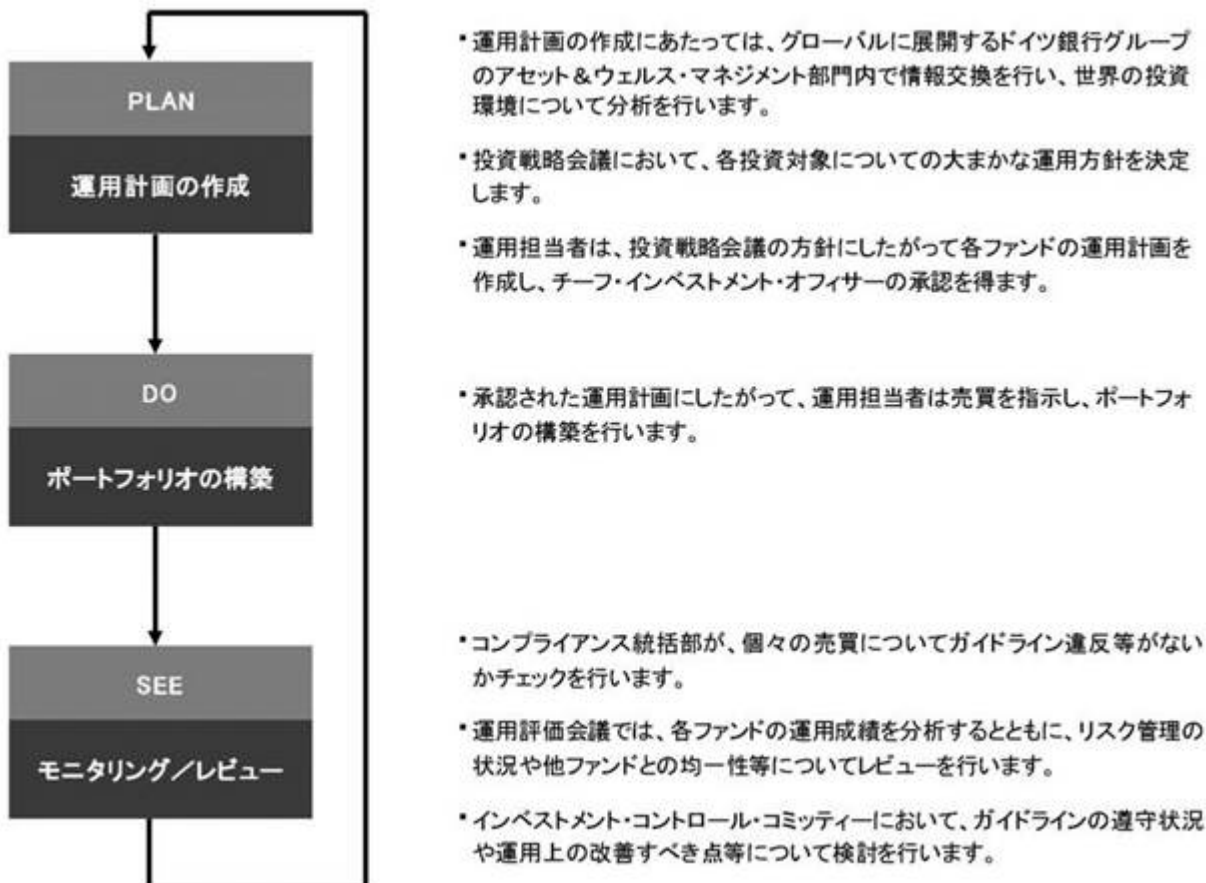 PLAN
運用計画の作成
▪運用計画の作成にあたっては、グローバルに展開するドイツ銀行グループ
のアセット&ウェルス・マネジメント部門内で情報交換を行い、世界の投資
環境について分析を行います。
▪投資戦略会議において、各投資対象についての大まかな運用方針を決定
します。
▪運用担当者は、投資戦略会議の方針にしたがって各ファンドの運用計画を
作成し、チーフ・インベストメント・オフィサーの承認を得ます。
DO
ポートフォリオの構築
▪承認された運用計画にしたがって、運用担当者は売買を指示し、ポートフォ
リオの構築を行います。
SEE
モニタリング/レビュー
▪コンプライアンス統括部が、個々の売買についてガイドライン違反等がない
かチェックを行います。
▪運用評価会議では、各ファンドの運用成績を分析するとともに、リスク管理の
状況や他ファンドとの均一性等についてレビューを行います。
▪インベストメント・コントロール・コミッティーにおいて、ガイドラインの遵守状況
や運用上の改善すべき点等について検討を行います。